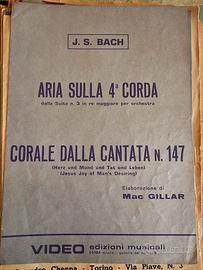 J. S. BACH
ARIA SULLA 4ª CORDA
dalla Suite n. 3 in re maggiore per orchestra
CORALE DALLA CANTATA N. 147
(Herz und Mund und Tat und Leben)
(Jesus Joy of Man's Desiring)
Elaborazione di
Mac GILLAR
VIDEO edizioni musicali
Chenna - Torino - Via Piave, N. 3